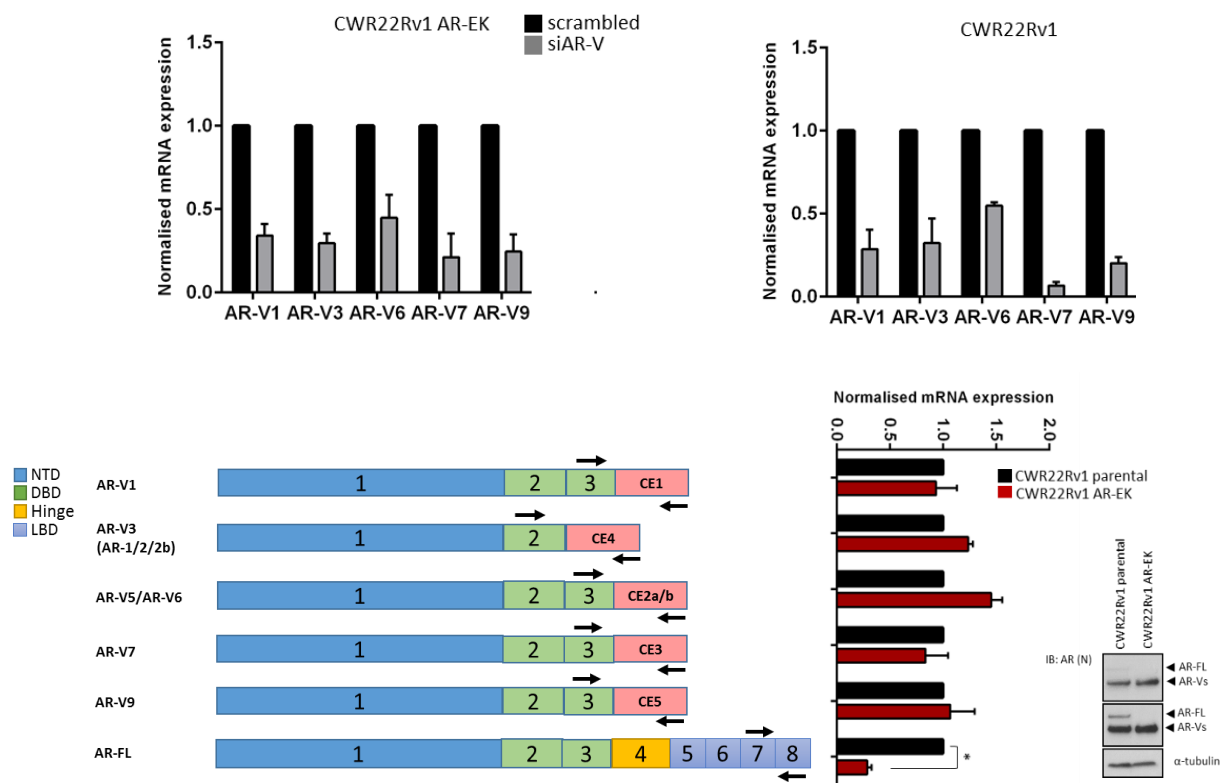 CWR22Rv1 AR-EK
scrambled
siAR-V
Normalised mRNA expression
1.5
1.0
0.5
0.0
AR-V1 AR-V3 AR-V6 AR-V7 AR-V9
CWR22Rv1
Normalised mRNA expression
1.5
1.0
0.5
0.0
AR-V1 AR-V3 AR-V6 AR-V7 AR-V9
NTD
DBD
Hinge
LBD
AR-V1
1 2 3 CE1
AR-V3
(AR-1/2/2b)
1 2 CE4
AR-V5/AR-V6
1 2 3 CE2a/b
AR-V7
1 2 3 CE3
AR-V9
1 2 3 CE5
AR-FL
1 2 3 4 5 6 7 8
Normalised mRNA expression
0.0 0.5 1.0 1.5 2.0
CWR22Rv1 parental
CWR22Rv1 AR-EK
*
CWR22Rv1 parental
CWR22Rv1 AR-EK
IB: AR (N)
AR-FL
AR-Vs
AR-FL
AR-Vs
α-tubulin